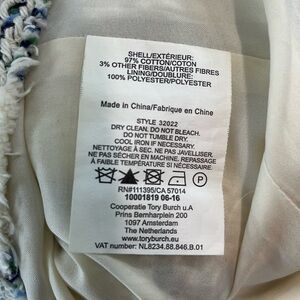 SHELL/EXTÉRIEUR:
97% COTTON/COTON
3% OTHER FIBERS/AUTRES FIBRES
LINING/DOUBLURE:
100% POLYESTER/POLYESTER
Made in China/Fabrique en Chine
STYLE 32022
DRY CLEAN. DO NOT BLEACH.
DO NOT TUMBLE DRY.
COOL IRON IF NECESSARY.
NETTOYAGE À SEC. NE PAS JAVELLISER.
NE PAS SÉCHER EN MACHINE. REPASSAGE
À FAIBLE TEMPÉRATURE SI NÉCESSAIRE.
P
RN#111395/CA 57014
10001819 06-16
Cooperatie Tory Burch u.A
Prins Bernhardplein 200
1097 Amsterdam
The Netherlands
www.toryburch.eu
VAT number: NL8234.88.846.B.01